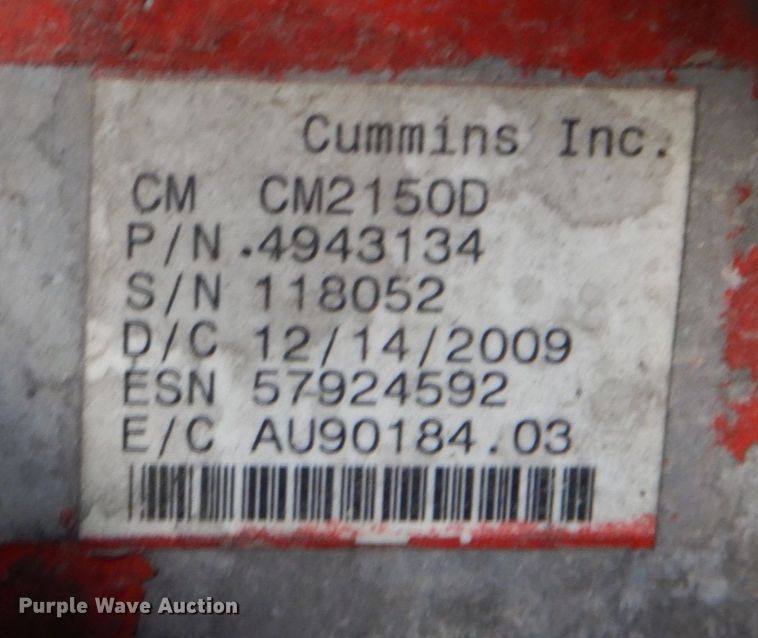 Cummins Inc.
CM CM2150D
P/N.4943134
S/N 118052
D/C 12/14/2009
ESN 57924592
E/C AU90184.03
Purple Wave Auction